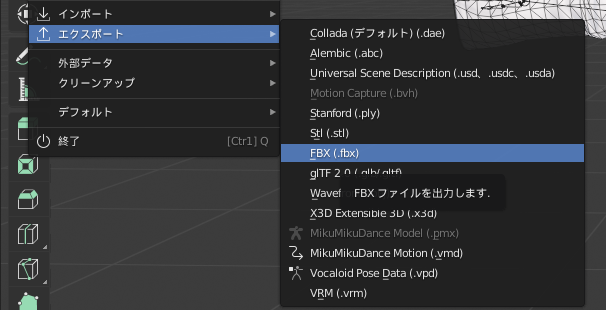 インポート
エクスポート
外部データ
クリーンアップ
デフォルト
終了 [Ctrl] Q
Collada (デフォルト) (.dae)
Alembic (.abc)
Universal Scene Description (.usd、.usdc、.usda)
Motion Capture (.bvh)
Stanford (.ply)
Stl (.stl)
FBX (.fbx)
glTF 2.0 (.glb/.gltf)
FBX ファイルを出力します.
X3D Extensible 3D (.x3d)
MikuMikuDance Model (.pmx)
MikuMikuDance Motion (.vmd)
Vocaloid Pose Data (.vpd)
VRM (.vrm)